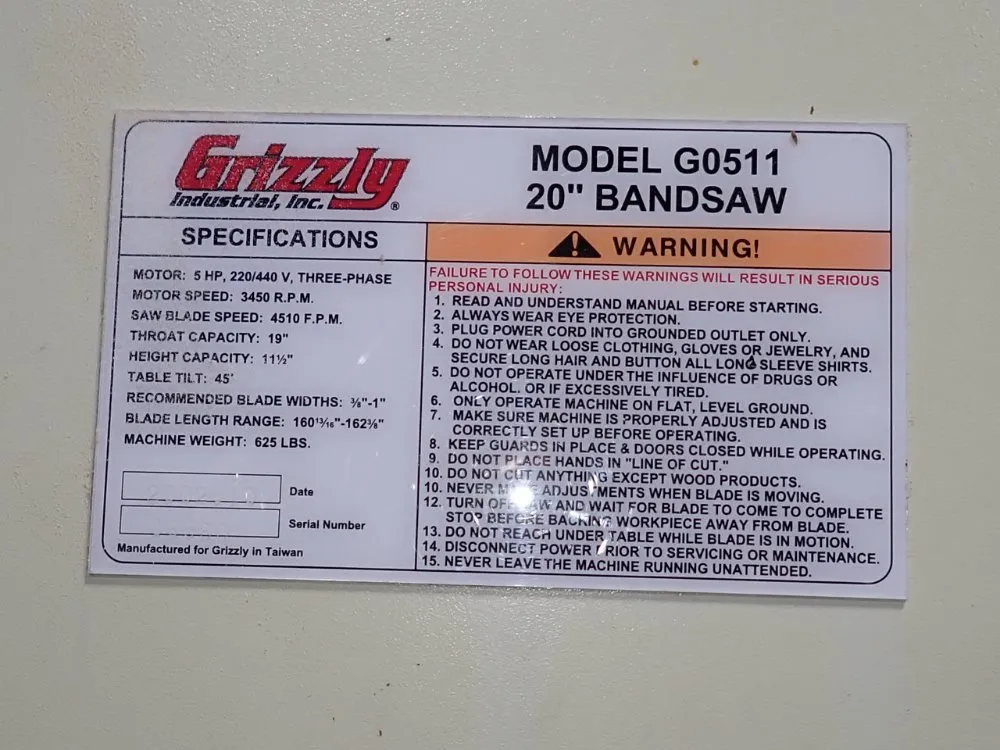 Grizzly
Industrial, Inc. ®
MODEL G0511
20" BANDSAW
SPECIFICATIONS
MOTOR: 5 HP, 220/440 V, THREE-PHASE
MOTOR SPEED: 3450 R.P.M.
SAW BLADE SPEED: 4510 F.P.M.
THROAT CAPACITY: 19"
HEIGHT CAPACITY: 11½"
TABLE TILT: 45°
RECOMMENDED BLADE WIDTHS: ⅜"-1"
BLADE LENGTH RANGE: 160¹³⁄₁₆"-162⅜"
MACHINE WEIGHT: 625 LBS.
Date
Serial Number
Manufactured for Grizzly in Taiwan
WARNING!
FAILURE TO FOLLOW THESE WARNINGS WILL RESULT IN SERIOUS
PERSONAL INJURY:
1. READ AND UNDERSTAND MANUAL BEFORE STARTING.
2. ALWAYS WEAR EYE PROTECTION.
3. PLUG POWER CORD INTO GROUNDED OUTLET ONLY.
4. DO NOT WEAR LOOSE CLOTHING, GLOVES OR JEWELRY, AND
SECURE LONG HAIR AND BUTTON ALL LONG SLEEVE SHIRTS.
5. DO NOT OPERATE UNDER THE INFLUENCE OF DRUGS OR
ALCOHOL. OR IF EXCESSIVELY TIRED.
6. ONLY OPERATE MACHINE ON FLAT, LEVEL GROUND.
7. MAKE SURE MACHINE IS PROPERLY ADJUSTED AND IS
CORRECTLY SET UP BEFORE OPERATING.
8. KEEP GUARDS IN PLACE & DOORS CLOSED WHILE OPERATING.
9. DO NOT PLACE HANDS IN "LINE OF CUT."
10. DO NOT CUT ANYTHING EXCEPT WOOD PRODUCTS.
10. NEVER MAKE ADJUSTMENTS WHEN BLADE IS MOVING.
12. TURN OFF SAW AND WAIT FOR BLADE TO COME TO COMPLETE
STOP BEFORE BACKING WORKPIECE AWAY FROM BLADE.
13. DO NOT REACH UNDER TABLE WHILE BLADE IS IN MOTION.
14. DISCONNECT POWER PRIOR TO SERVICING OR MAINTENANCE.
15. NEVER LEAVE THE MACHINE RUNNING UNATTENDED.